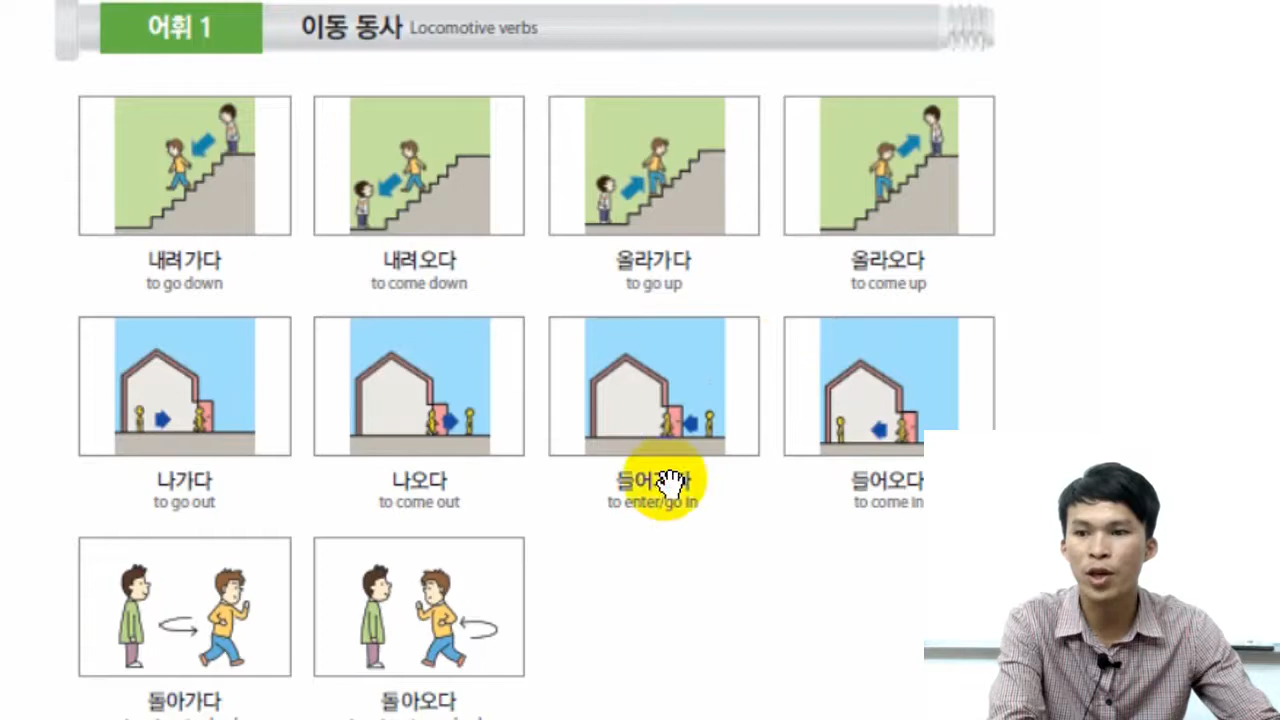 어휘 1
이동 동사 Locomotive verbs
내려가다
to go down
내려오다
to come down
올라가다
to go up
올라오다
to come up
나가다
to go out
나오다
to come out
to enter/go in
들어오다
to come in
돌아가다
돌아오다